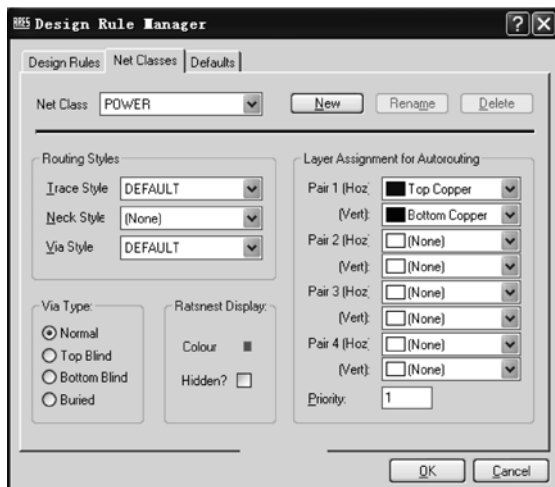 ARES Design Rule Manager
Design Rules Net Classes Defaults
Net Class POWER New Rename Delete
Routing Styles
Trace Style DEFAULT
Neck Style (None)
Via Style DEFAULT
Via Type:
Normal
Top Blind
Bottom Blind
Buried
Ratsnest Display:
Colour
Hidden?
Layer Assignment for Autorouting
Pair 1 (Hoz) Top Copper
(Vert): Bottom Copper
Pair 2 (Hoz) (None)
(Vert): (None)
Pair 3 (Hoz) (None)
(Vert): (None)
Pair 4 (Hoz) (None)
(Vert): (None)
Priority: 1
OK Cancel